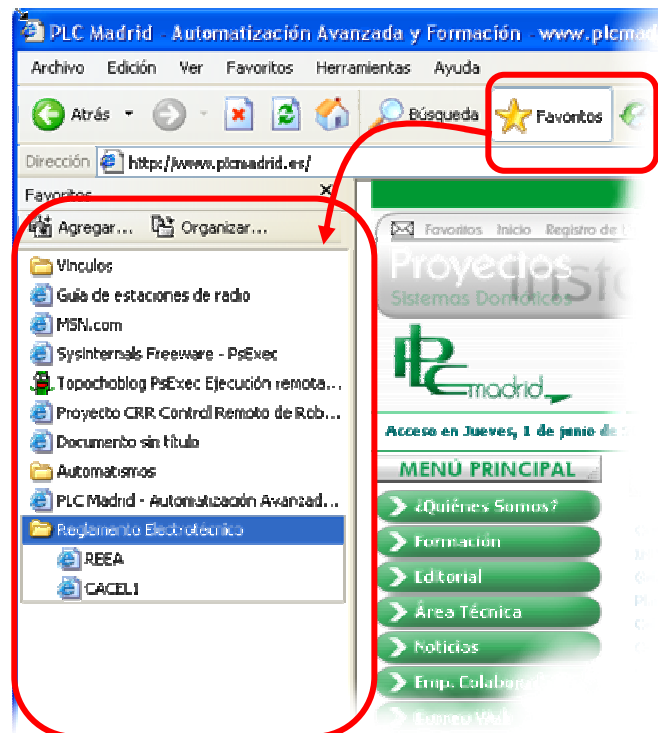 PLC Madrid - Automatización Avanzada y Formación - www.plcmad
Archivo Edición Ver Favoritos Herramientas Ayuda
Atrás Búsqueda Favoritos
Dirección http://www.plcmadrid.es/
Favoritos x
Agregar... Organizar...
Vínculos
Guía de estaciones de radio
MSN.com
Sysinternals Freeware - PsExec
Topochoblog PsExec Ejecución remota...
Proyecto CRR Control Remoto de Rob...
Documento sin título
Automatismos
PLC Madrid - Automatización Avanzad...
Reglamento Electrotécnico
REEA
CACEL1
Favoritos Inicio Registro de
Proyectos
Sistemas Domóticos
PLC madrid
Acceso en Jueves, 1 de junio de
MENÚ PRINCIPAL
¿Quiénes Somos?
Formación
Editorial
Área Técnica
Noticias
Emp. Colabo